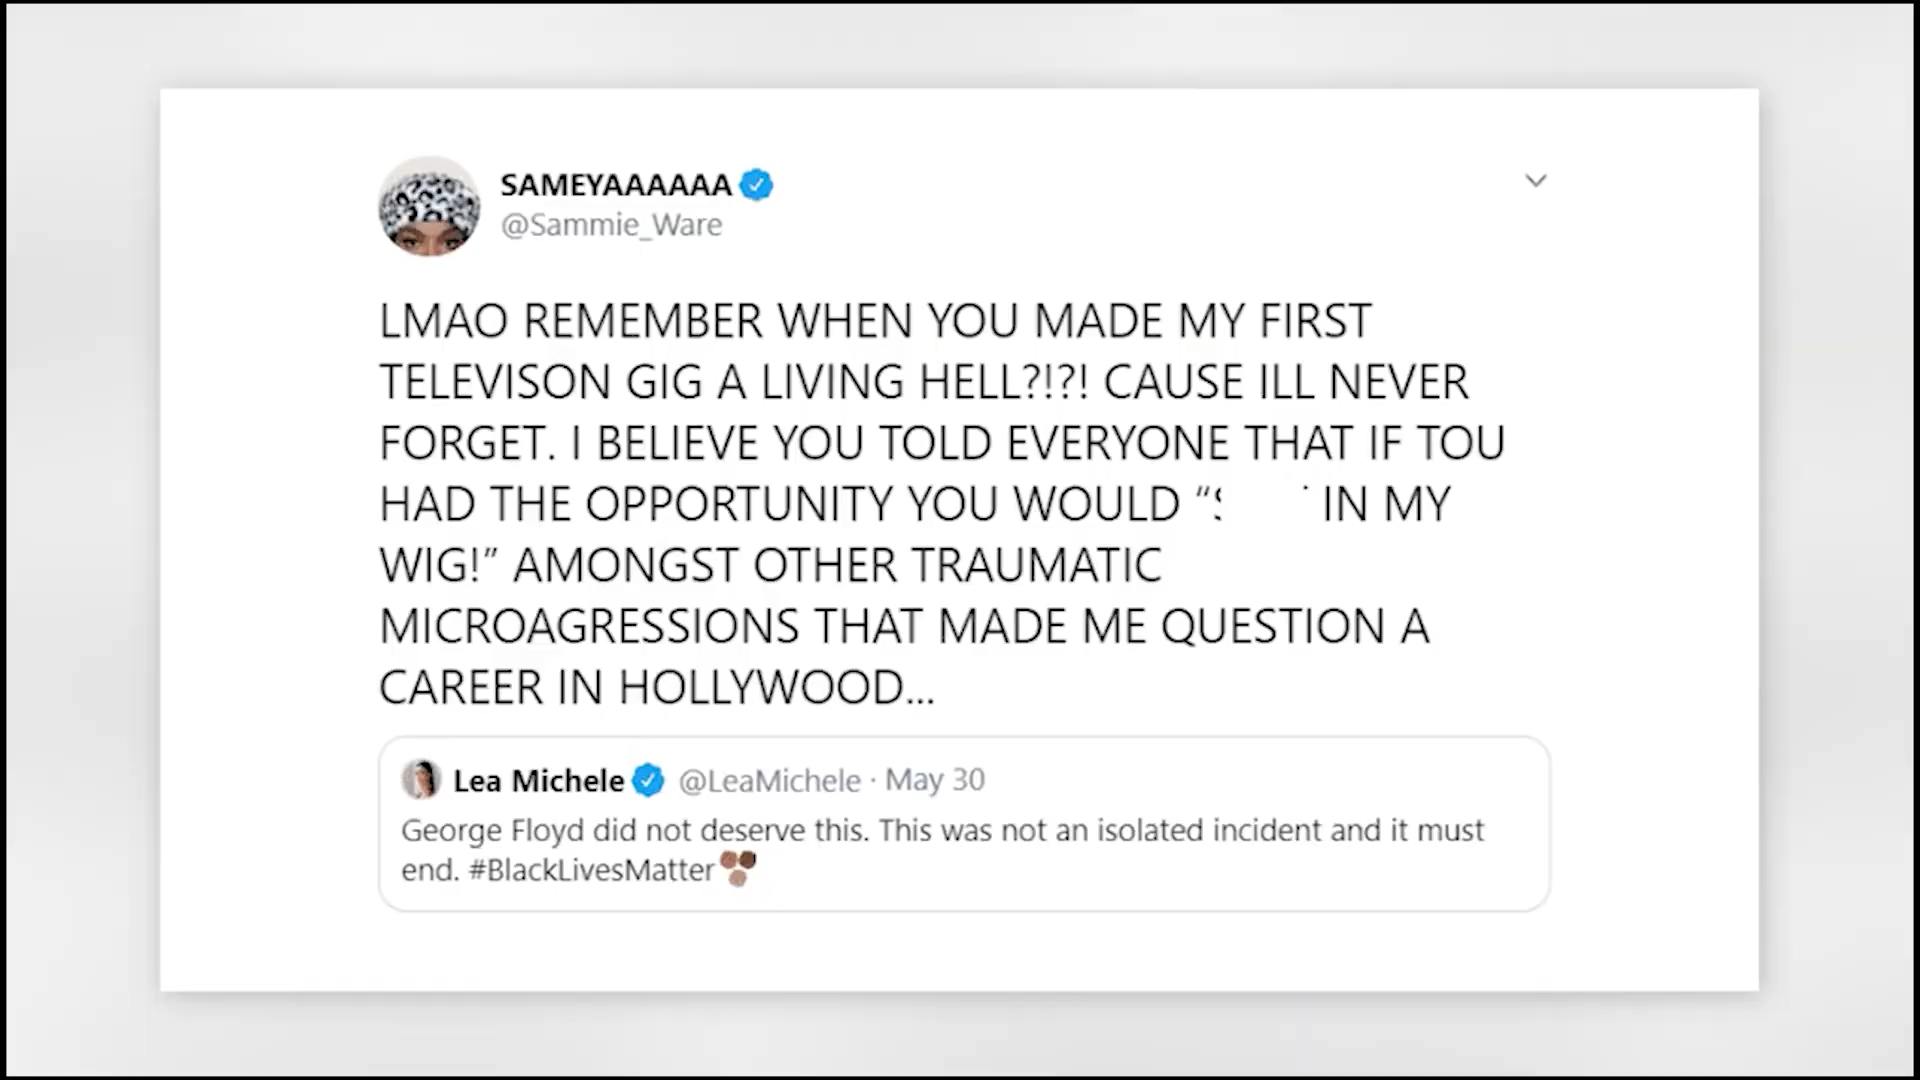 SAMEYAAAAAA
@Sammie_Ware
LMAO REMEMBER WHEN YOU MADE MY FIRST
TELEVISON GIG A LIVING HELL?!?! CAUSE ILL NEVER
FORGET. I BELIEVE YOU TOLD EVERYONE THAT IF TOU
HAD THE OPPORTUNITY YOU WOULD “ IN MY
WIG!” AMONGST OTHER TRAUMATIC
MICROAGRESSIONS THAT MADE ME QUESTION A
CAREER IN HOLLYWOOD...
Lea Michele @LeaMichele · May 30
George Floyd did not deserve this. This was not an isolated incident and it must
end. #BlackLivesMatter